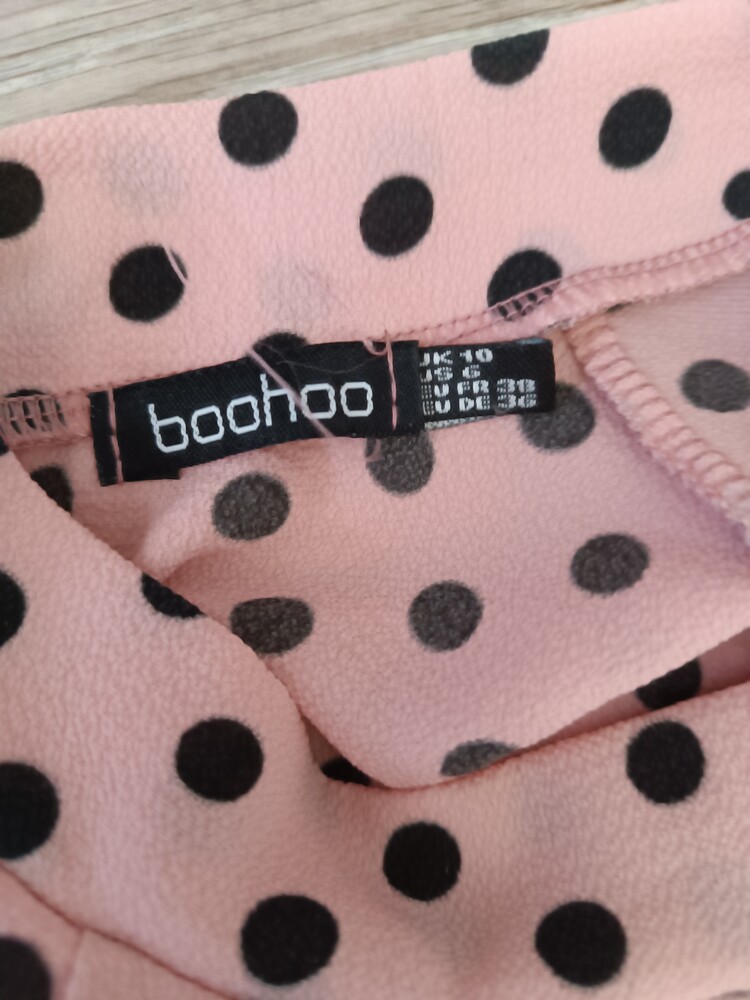 boohoo
UK 10
US 6
EU FR 38
EU DE 36